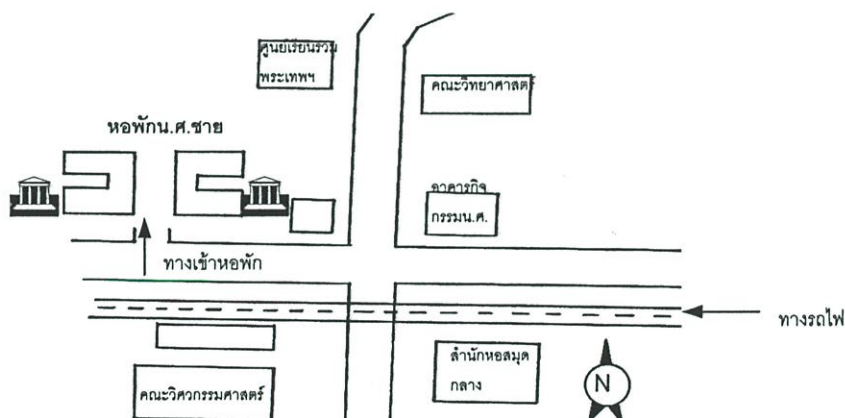 ศูนย์เรียนรวม
พระเทพฯ
คณะวิทยาศาสตร์
หอพักน.ศ.ชาย
อาคารกิจ
กรรมน.ศ.
ทางเข้าหอพัก
ทางรถไฟ
สำนักหอสมุด
กลาง
N
คณะวิศวกรรมศาสตร์